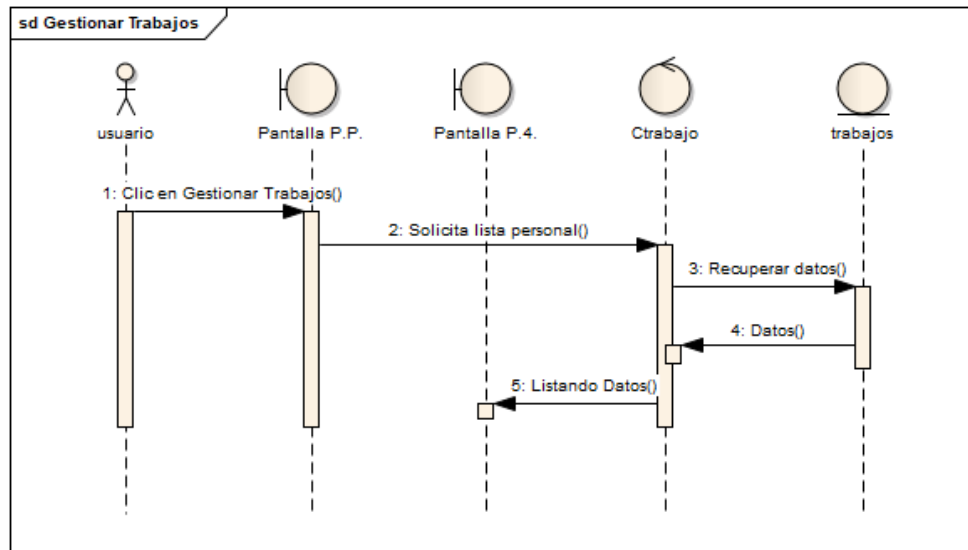 sd Gestionar Trabajos
usuario
Pantalla P.P.
Pantalla P.4.
Ctrabajo
trabajos
1: Clic en Gestionar Trabajos()
2: Solicita lista personal()
3: Recuperar datos()
4: Datos()
5: Listando Datos()